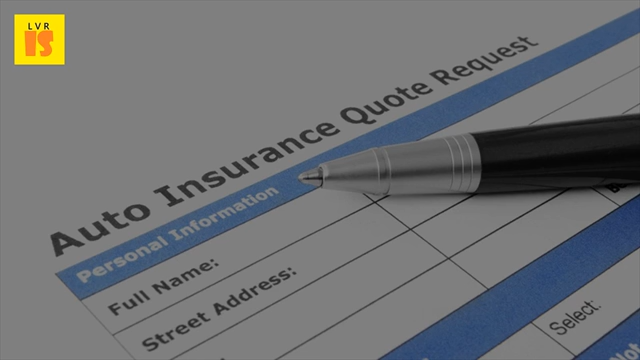 LVR
IS
Auto Insurance Quote Request
Personal Information
Full Name:
Street Address:
Select: